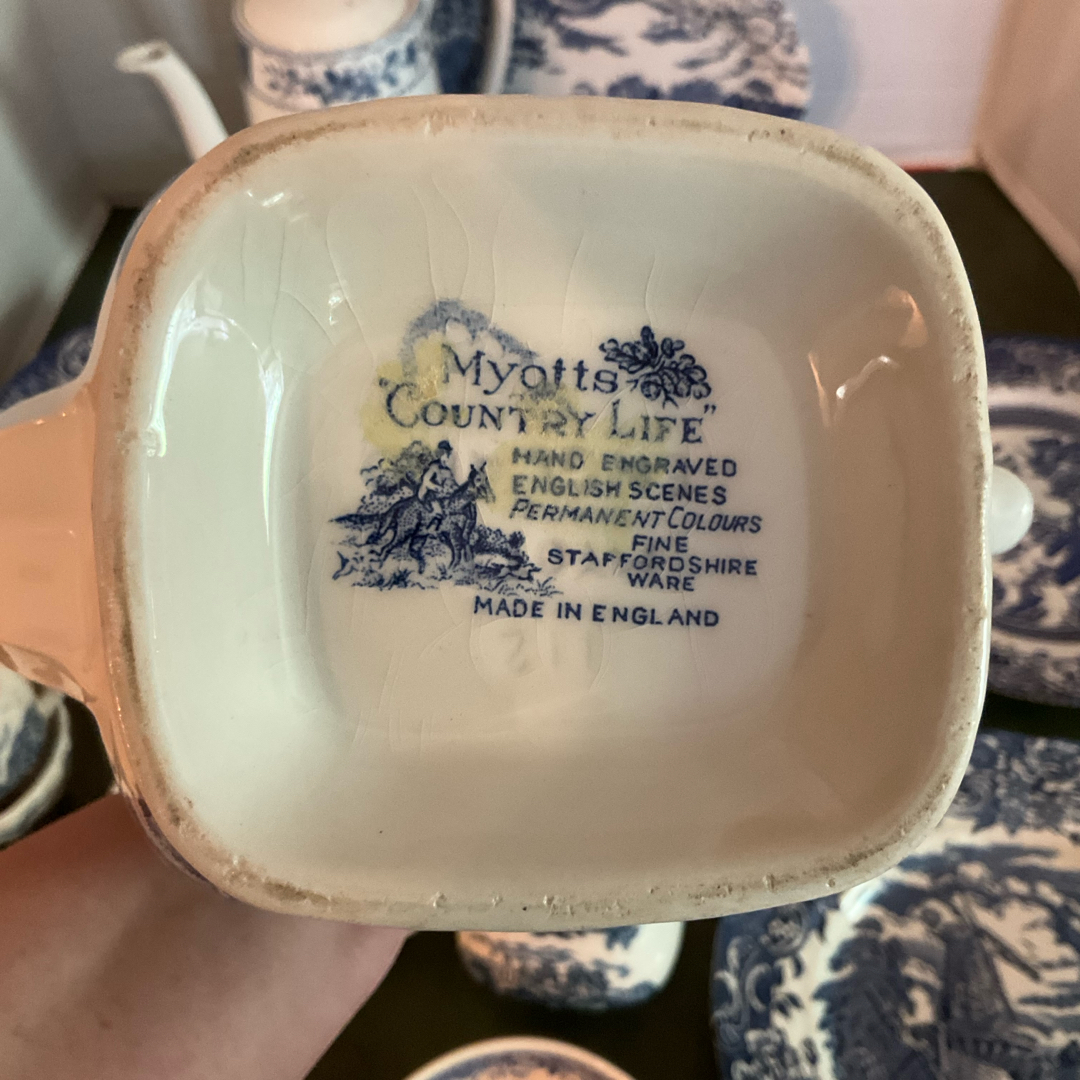 Myotts
"COUNTRY LIFE"
HAND ENGRAVED
ENGLISH SCENES
PERMANENT COLOURS
FINE
STAFFORDSHIRE
WARE
MADE IN ENGLAND